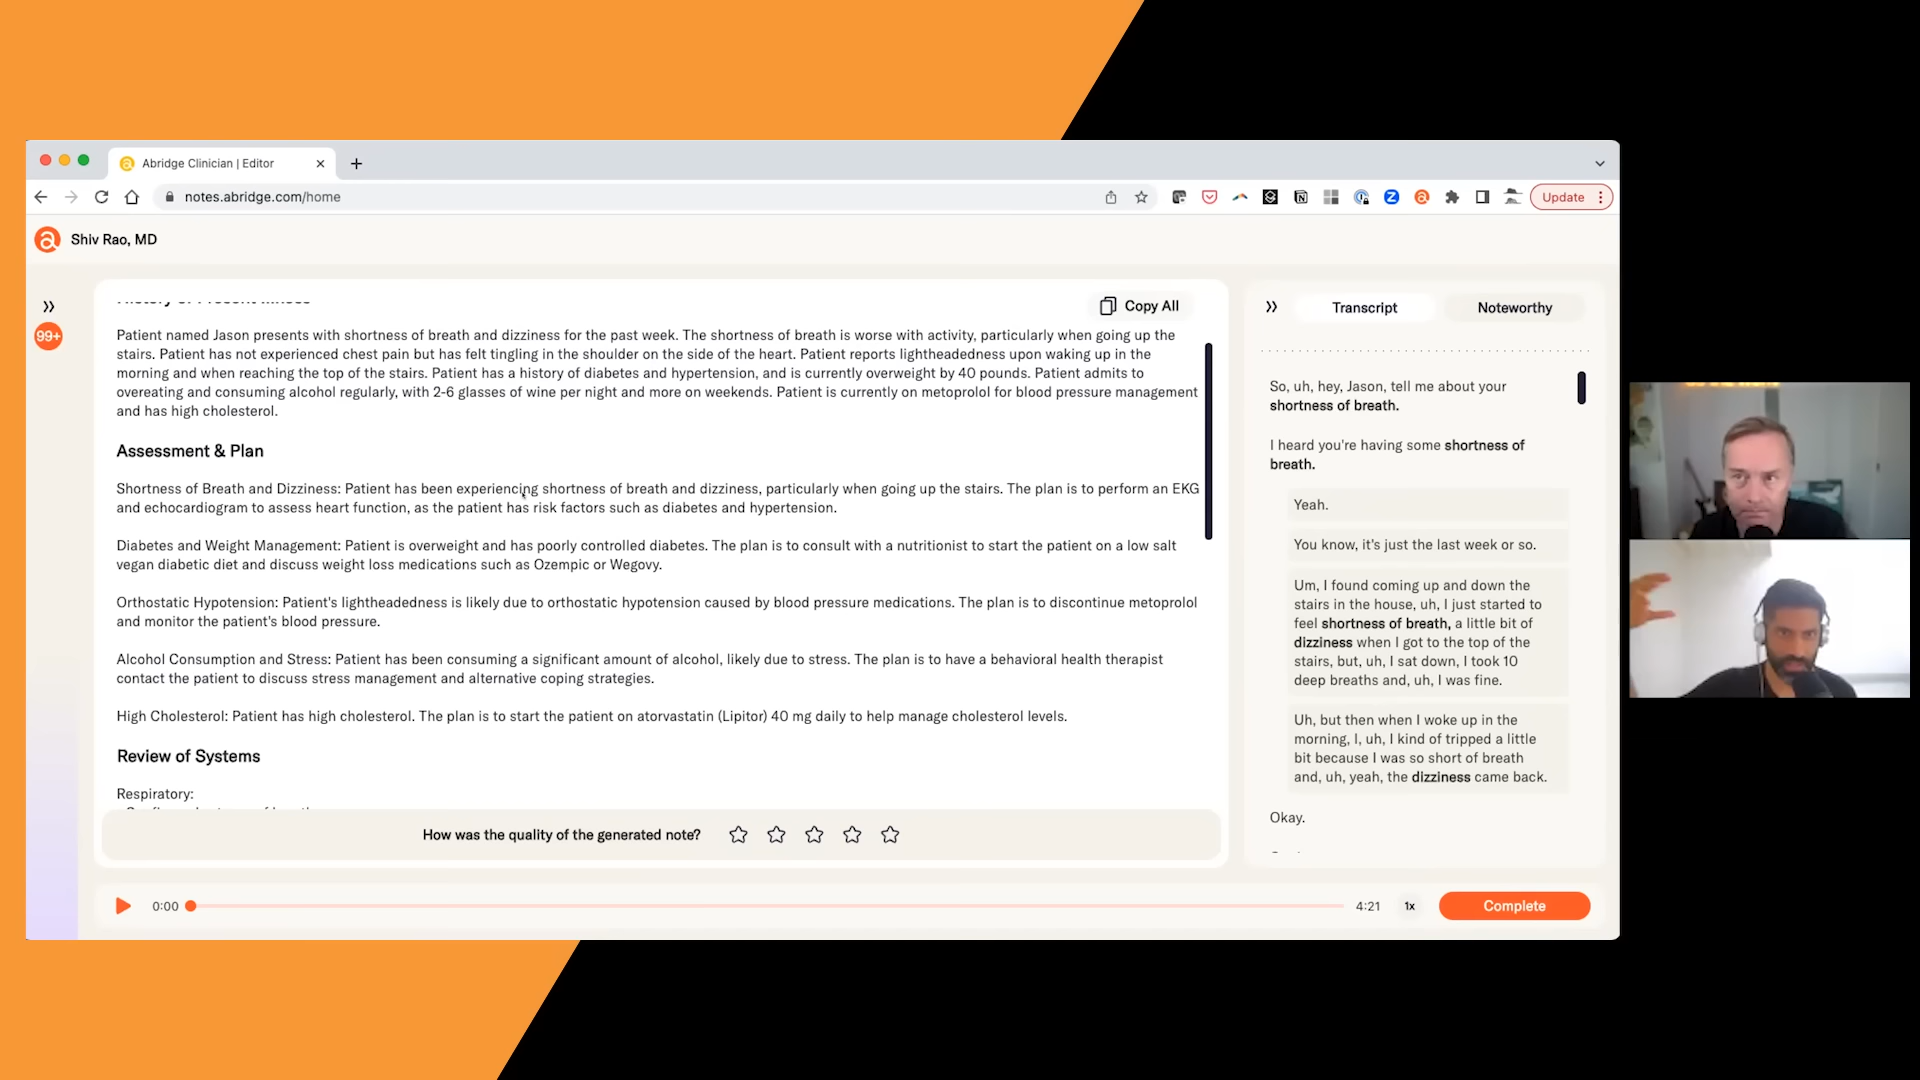 Abridge Clinician | Editor
notes.abridge.com/home
Update
Shiv Rao, MD
99+
History of Present Illness
Copy All
Patient named Jason presents with shortness of breath and dizziness for the past week. The shortness of breath is worse with activity, particularly when going up the
stairs. Patient has not experienced chest pain but has felt tingling in the shoulder on the side of the heart. Patient reports lightheadedness upon waking up in the
morning and when reaching the top of the stairs. Patient has a history of diabetes and hypertension, and is currently overweight by 40 pounds. Patient admits to
overeating and consuming alcohol regularly, with 2-6 glasses of wine per night and more on weekends. Patient is currently on metoprolol for blood pressure management
and has high cholesterol.
Assessment & Plan
Shortness of Breath and Dizziness: Patient has been experiencing shortness of breath and dizziness, particularly when going up the stairs. The plan is to perform an EKG
and echocardiogram to assess heart function, as the patient has risk factors such as diabetes and hypertension.
Diabetes and Weight Management: Patient is overweight and has poorly controlled diabetes. The plan is to consult with a nutritionist to start the patient on a low salt
vegan diabetic diet and discuss weight loss medications such as Ozempic or Wegovy.
Orthostatic Hypotension: Patient's lightheadedness is likely due to orthostatic hypotension caused by blood pressure medications. The plan is to discontinue metoprolol
and monitor the patient's blood pressure.
Alcohol Consumption and Stress: Patient has been consuming a significant amount of alcohol, likely due to stress. The plan is to have a behavioral health therapist
contact the patient to discuss stress management and alternative coping strategies.
High Cholesterol: Patient has high cholesterol. The plan is to start the patient on atorvastatin (Lipitor) 40 mg daily to help manage cholesterol levels.
Review of Systems
Respiratory:
How was the quality of the generated note?
Transcript
Noteworthy
So, uh, hey, Jason, tell me about your
shortness of breath.
I heard you're having some shortness of
breath.
Yeah.
You know, it's just the last week or so.
Um, I found coming up and down the
stairs in the house, uh, I just started to
feel shortness of breath, a little bit of
dizziness when I got to the top of the
stairs, but, uh, I sat down, I took 10
deep breaths and, uh, I was fine.
Uh, but then when I woke up in the
morning, I, uh, I kind of tripped a little
bit because I was so short of breath
and, uh, yeah, the dizziness came back.
Okay.
0:00
4:21
1x
Complete